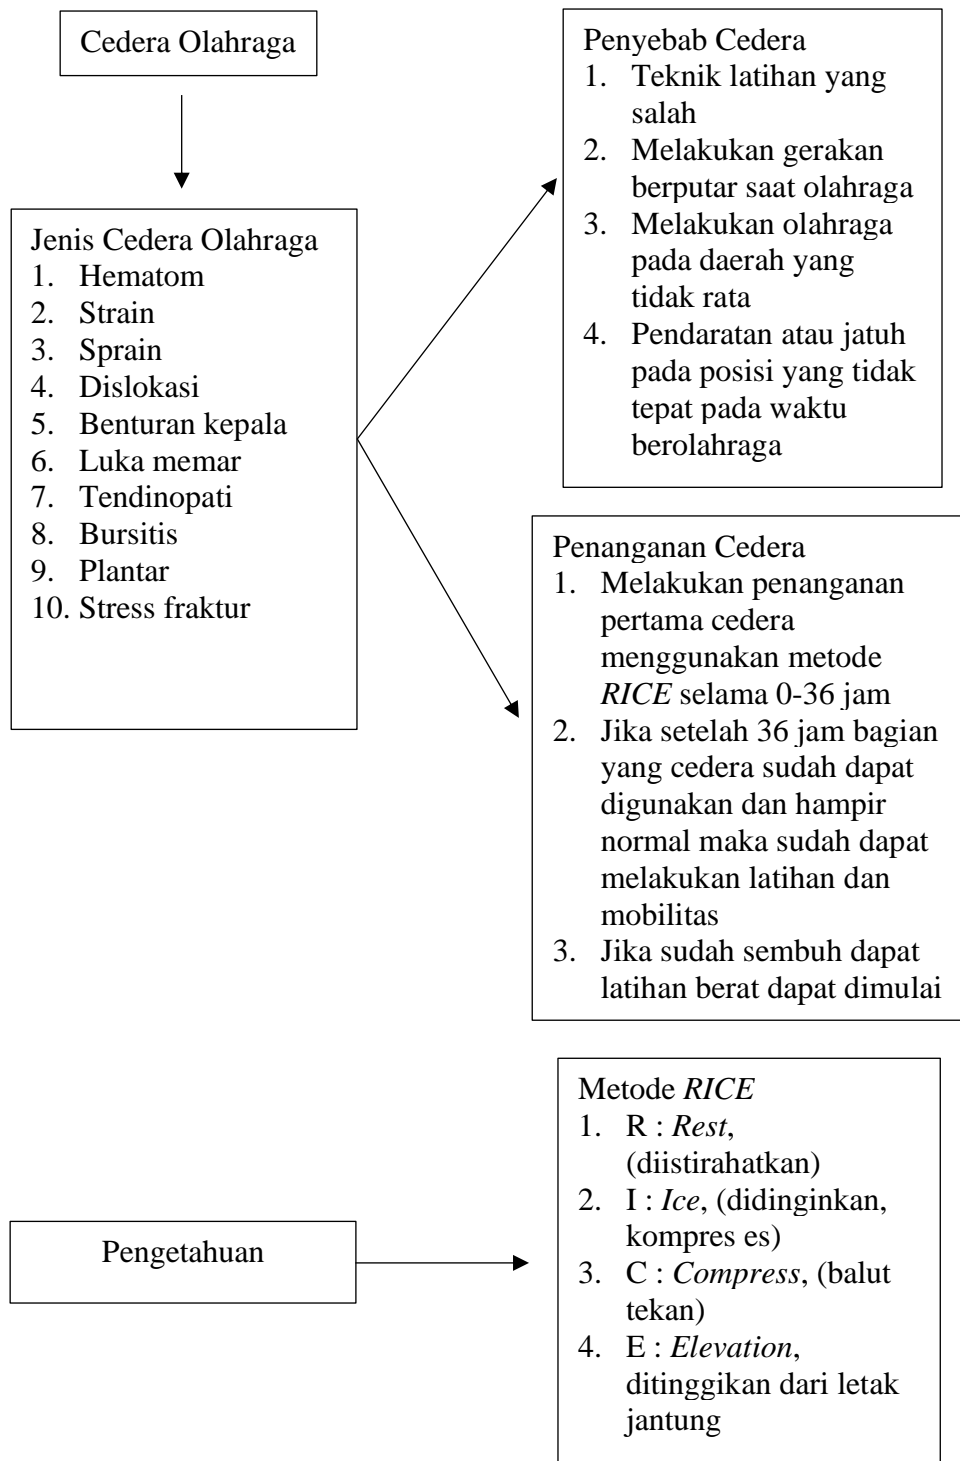 Cedera Olahraga
Jenis Cedera Olahraga
1. Hematom
2. Strain
3. Sprain
4. Dislokasi
5. Benturan kepala
6. Luka memar
7. Tendinopati
8. Bursitis
9. Plantar
10. Stress fraktur
Penyebab Cedera
1. Teknik latihan yang
salah
2. Melakukan gerakan
berputar saat olahraga
3. Melakukan olahraga
pada daerah yang
tidak rata
4. Pendaratan atau jatuh
pada posisi yang tidak
tepat pada waktu
berolahraga
Penanganan Cedera
1. Melakukan penanganan
pertama cedera
menggunakan metode
RICE selama 0-36 jam
2. Jika setelah 36 jam bagian
yang cedera sudah dapat
digunakan dan hampir
normal maka sudah dapat
melakukan latihan dan
mobilitas
3. Jika sudah sembuh dapat
latihan berat dapat dimulai
Pengetahuan
Metode RICE
1. R : Rest,
(diistirahatkan)
2. I : Ice, (didinginkan,
kompres es)
3. C : Compress, (balut
tekan)
4. E : Elevation,
ditinggikan dari letak
jantung